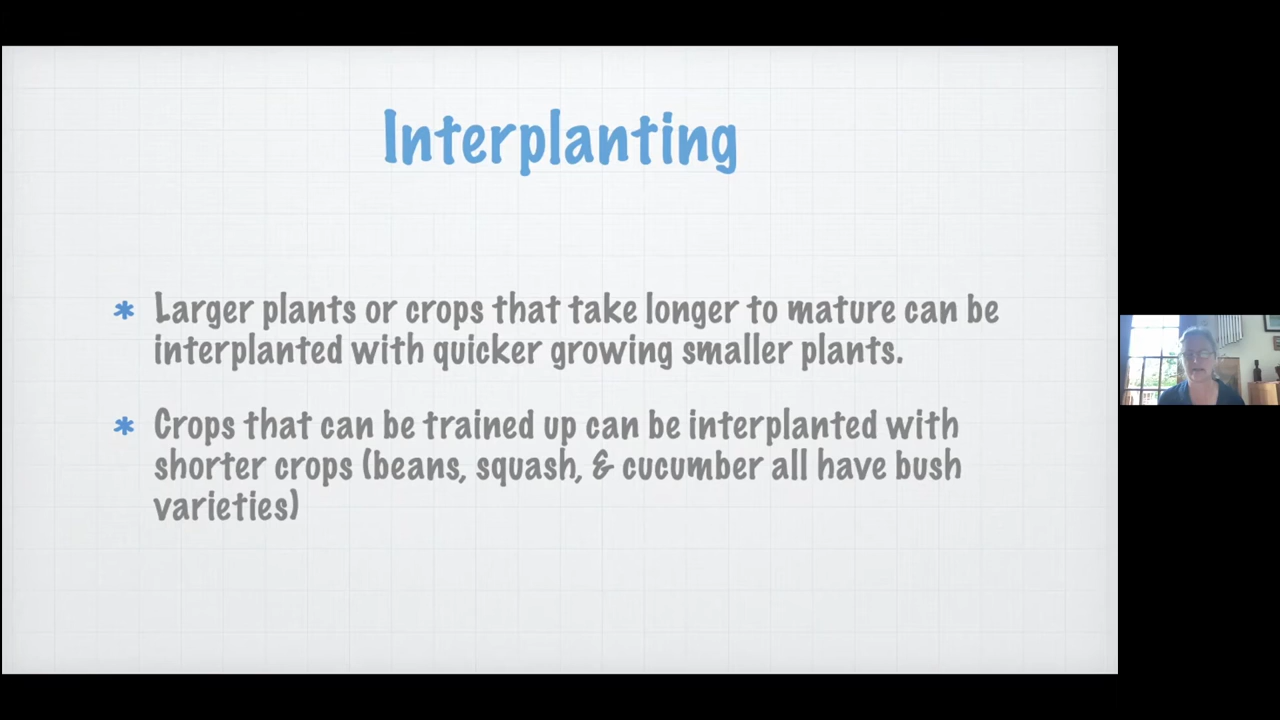 Interplanting
* Larger plants or crops that take longer to mature can be
interplanted with quicker growing smaller plants.
* Crops that can be trained up can be interplanted with
shorter crops (beans, squash, & cucumber all have bush
varieties)